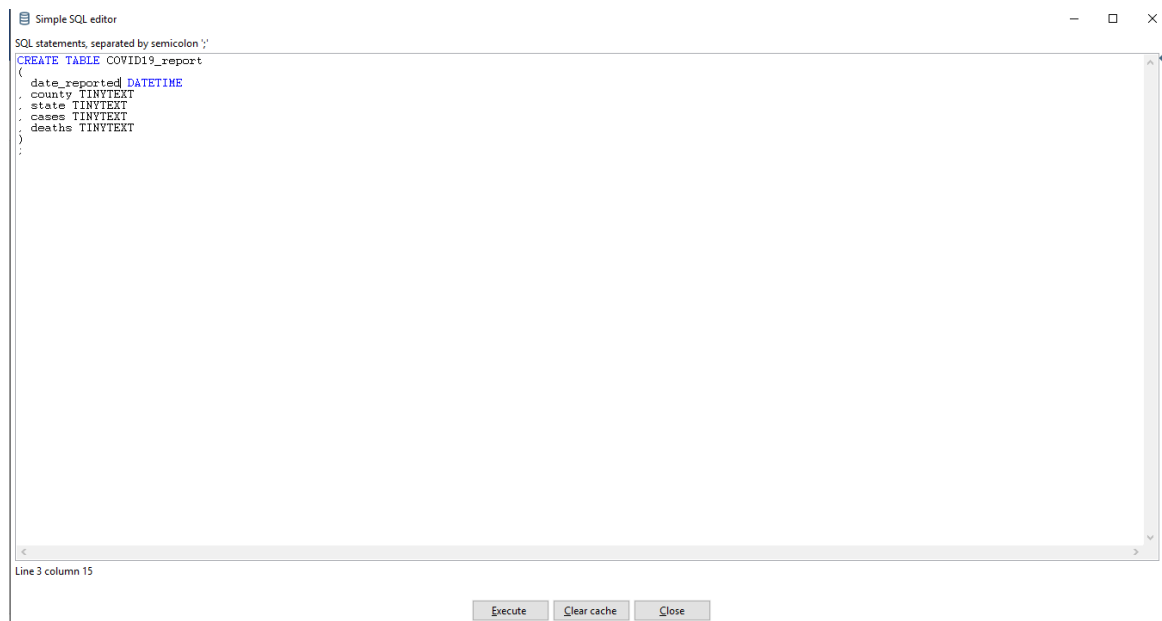 Simple SQL editor
SQL statements, separated by semicolon ';'
CREATE TABLE COVID19_report
(
  date_reported DATETIME
, county TINYTEXT
, state TINYTEXT
, cases TINYTEXT
, deaths TINYTEXT
)
;
Line 3 column 15
Execute Clear cache Close